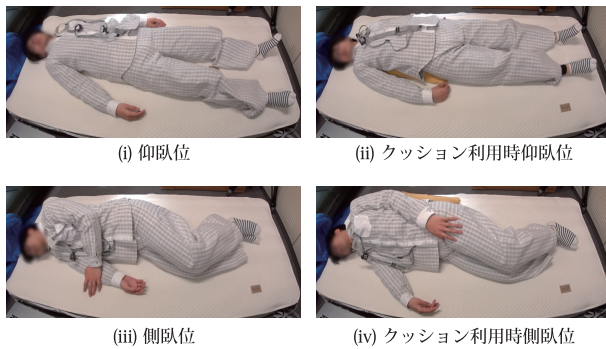 (i) 仰臥位
(ii) クッション利用時仰臥位
(iii) 側臥位
(iv) クッション利用時側臥位